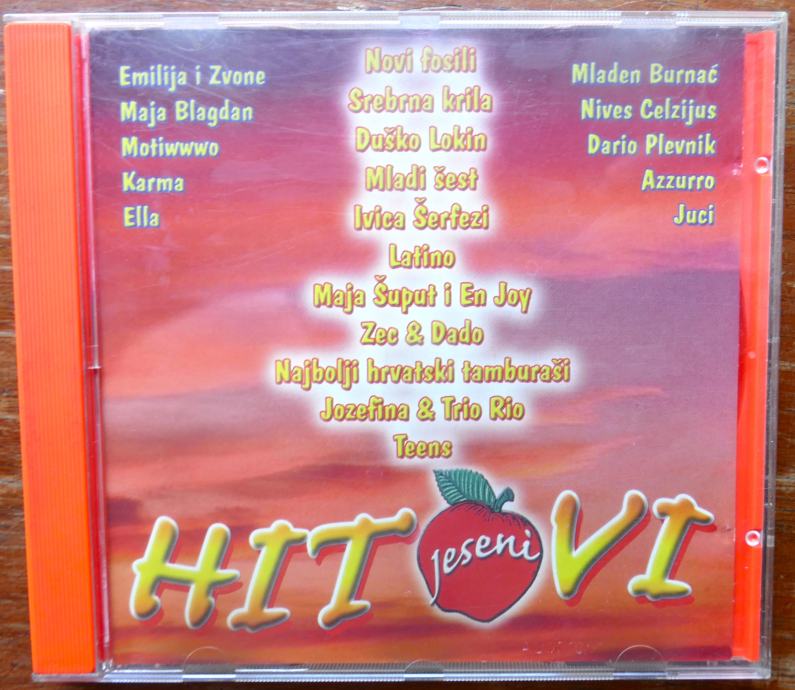 Emilija i Zvone
Maja Blagdan
Motiwwwo
Karma
Ella
Novi fosili
Srebrna krila
Duško Lokin
Mladi šest
Ivica Šerfezi
Latino
Maja Šuput i En Joy
Zec & Dado
Najbolji hrvatski tamburaši
Jozefina & Trio Rio
Teens
Mladen Burnać
Nives Celzijus
Dario Plevnik
Azzurro
Juci
HIT VI
jeseni